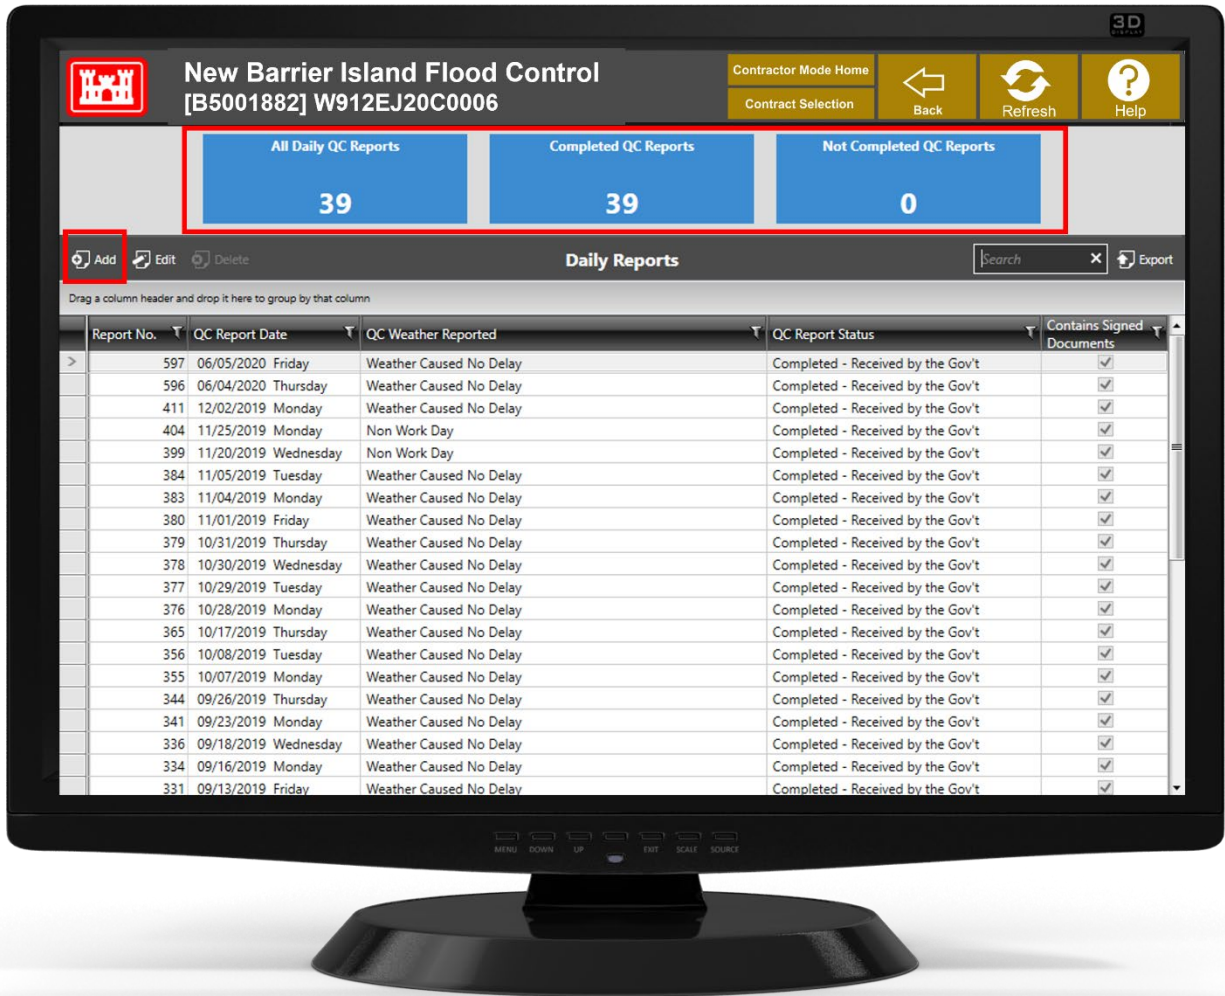 3D
DISPLAY
New Barrier Island Flood Control
[B5001882] W912EJ20C0006
Contractor Mode Home
Contract Selection
Back
Refresh
Help
All Daily QC Reports
39
Completed QC Reports
39
Not Completed QC Reports
0
Add Edit Delete Daily Reports Search × Export
Drag a column header and drop it here to group by that column
Report No. QC Report Date QC Weather Reported QC Report Status Contains Signed Documents
597 06/05/2020 Friday Weather Caused No Delay Completed - Received by the Gov't
596 06/04/2020 Thursday Weather Caused No Delay Completed - Received by the Gov't
411 12/02/2019 Monday Weather Caused No Delay Completed - Received by the Gov't
404 11/25/2019 Monday Non Work Day Completed - Received by the Gov't
399 11/20/2019 Wednesday Non Work Day Completed - Received by the Gov't
384 11/05/2019 Tuesday Weather Caused No Delay Completed - Received by the Gov't
383 11/04/2019 Monday Weather Caused No Delay Completed - Received by the Gov't
380 11/01/2019 Friday Weather Caused No Delay Completed - Received by the Gov't
379 10/31/2019 Thursday Weather Caused No Delay Completed - Received by the Gov't
378 10/30/2019 Wednesday Weather Caused No Delay Completed - Received by the Gov't
377 10/29/2019 Tuesday Weather Caused No Delay Completed - Received by the Gov't
376 10/28/2019 Monday Weather Caused No Delay Completed - Received by the Gov't
365 10/17/2019 Thursday Weather Caused No Delay Completed - Received by the Gov't
356 10/08/2019 Tuesday Weather Caused No Delay Completed - Received by the Gov't
355 10/07/2019 Monday Weather Caused No Delay Completed - Received by the Gov't
344 09/26/2019 Thursday Weather Caused No Delay Completed - Received by the Gov't
341 09/23/2019 Monday Weather Caused No Delay Completed - Received by the Gov't
336 09/18/2019 Wednesday Weather Caused No Delay Completed - Received by the Gov't
334 09/16/2019 Monday Weather Caused No Delay Completed - Received by the Gov't
331 09/13/2019 Friday Weather Caused No Delay Completed - Received by the Gov't
MENU DOWN UP EXIT SCALE SOURCE